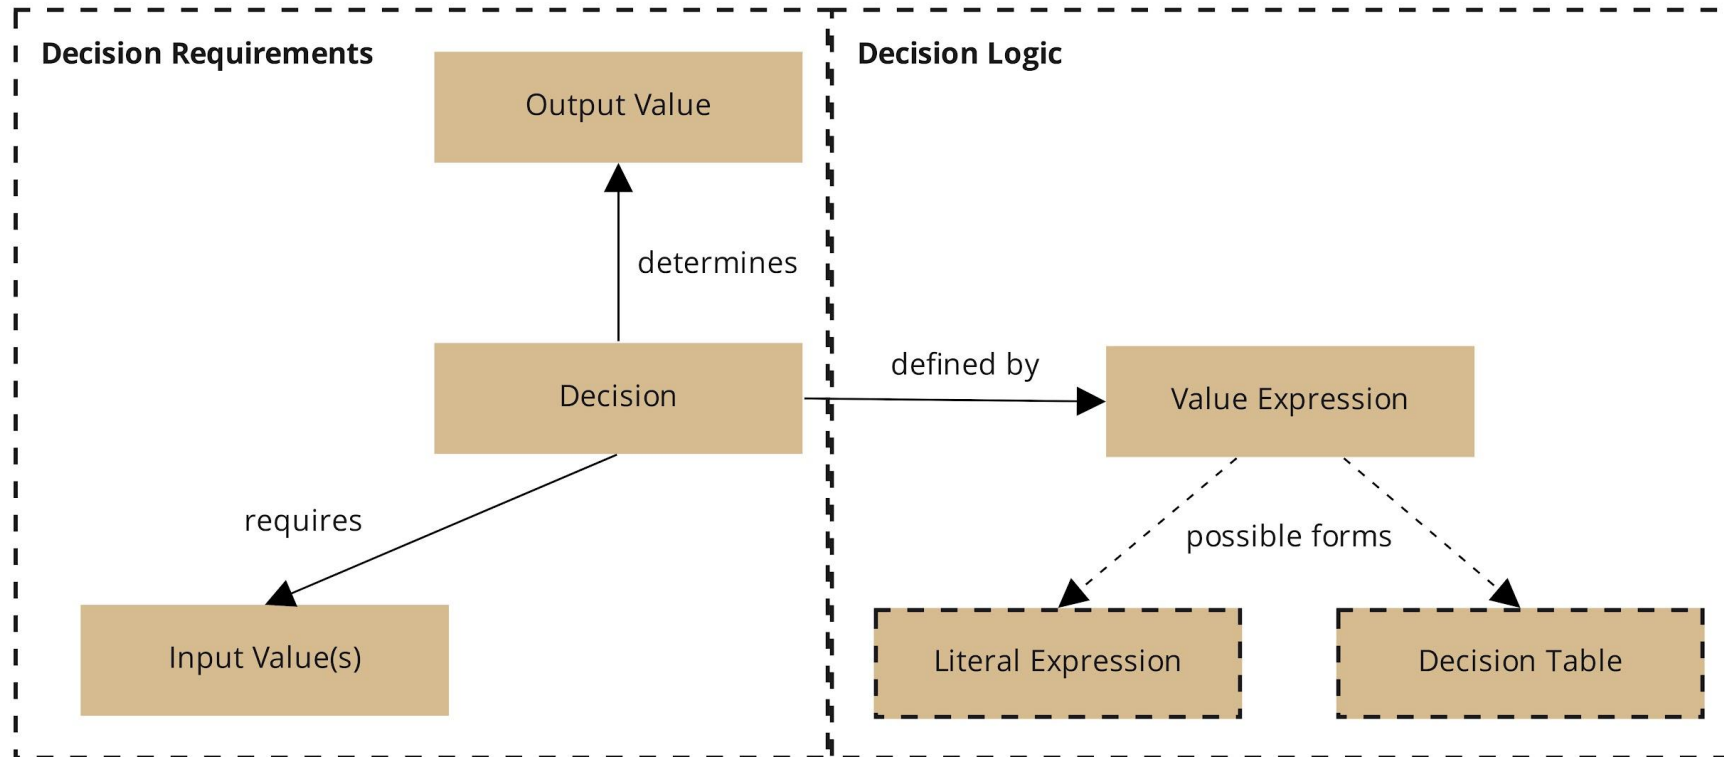 Decision Requirements
Output Value
determines
Decision
requires
Input Value(s)
Decision Logic
defined by
Value Expression
possible forms
Literal Expression
Decision Table